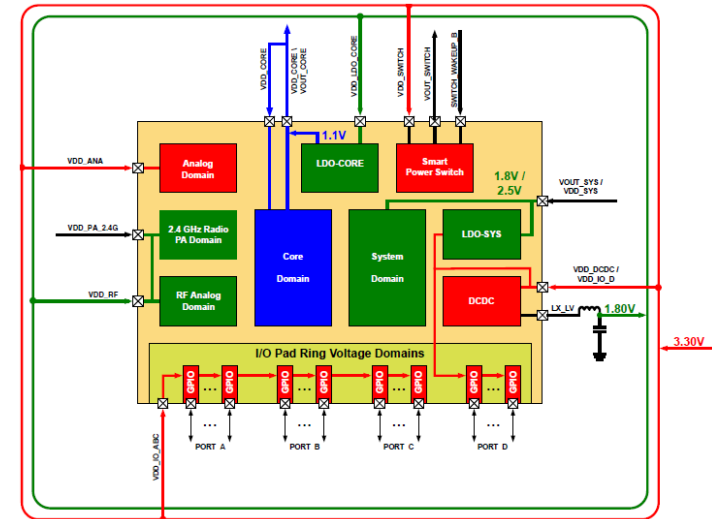 VDD_CORE
VDD_CORE \
VOUT_CORE
VDD_LDO_CORE
VDD_SWITCH
VOUT_SWITCH
SWITCH_WAKEUP_B
1.1V
VDD_ANA
Analog
Domain
LDO-CORE
Smart
Power Switch
1.8V /
2.5V
VOUT_SYS /
VDD_SYS
VDD_PA_2.4G
2.4 GHz Radio
PA Domain
Core
Domain
System
Domain
LDO-SYS
VDD_RF
RF Analog
Domain
DCDC
VDD_DCDC /
VDD_IO_D
LX_LV
1.80V
3.30V
I/O Pad Ring Voltage Domains
GPIO
...
GPIO
GPIO
...
GPIO
GPIO
...
GPIO
GPIO
...
GPIO
...
...
...
...
PORT A
PORT B
PORT C
PORT D
VDD_IO_ABC